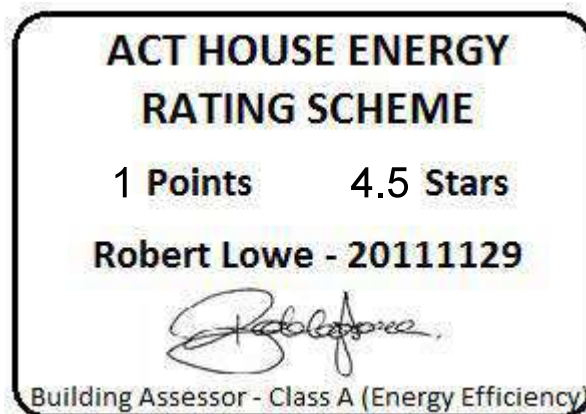 ACT HOUSE ENERGY
RATING SCHEME
1 Points 4.5 Stars
Robert Lowe - 20111129
Building Assessor - Class A (Energy Efficiency)